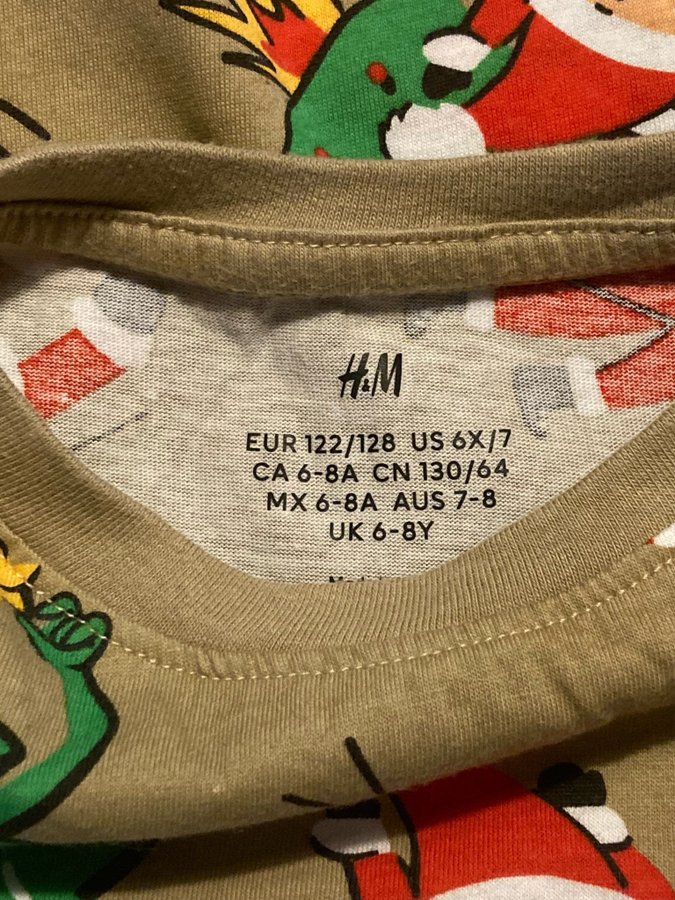 H&M
EUR 122/128 US 6X/7
CA 6-8A CN 130/64
MX 6-8A AUS 7-8
UK 6-8Y